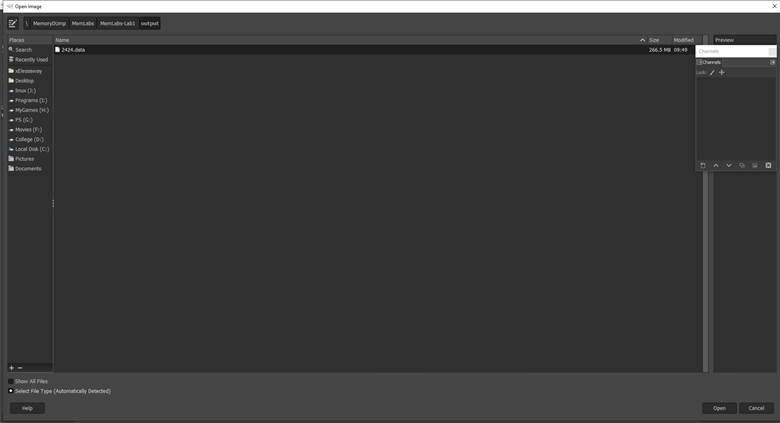 Open Image
\ MemoryDump MemLabs MemLabs-Lab1 output
Places
Name Size Modified
Preview
Search
2424.data 266.5 MB 09:49
Recently Used
xElessaway
Desktop
linux (J:)
Programs (I:)
MyGames (H:)
PS (G:)
Movies (F:)
College (D:)
Local Disk (C:)
Pictures
Documents
Channels
Channels
Lock:
Show All Files
Select File Type (Automatically Detected)
Help
Open
Cancel